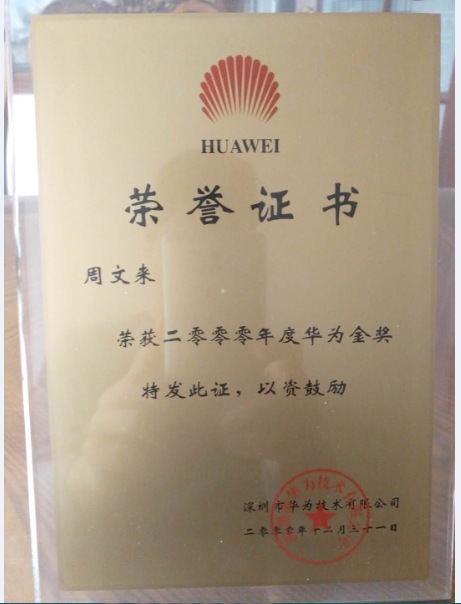 HUAWEI
荣誉证书
周文来
荣获二零零零年度华为金奖
特发此证，以资鼓励
深圳市华为技术有限公司
二零零零年十二月三十一日